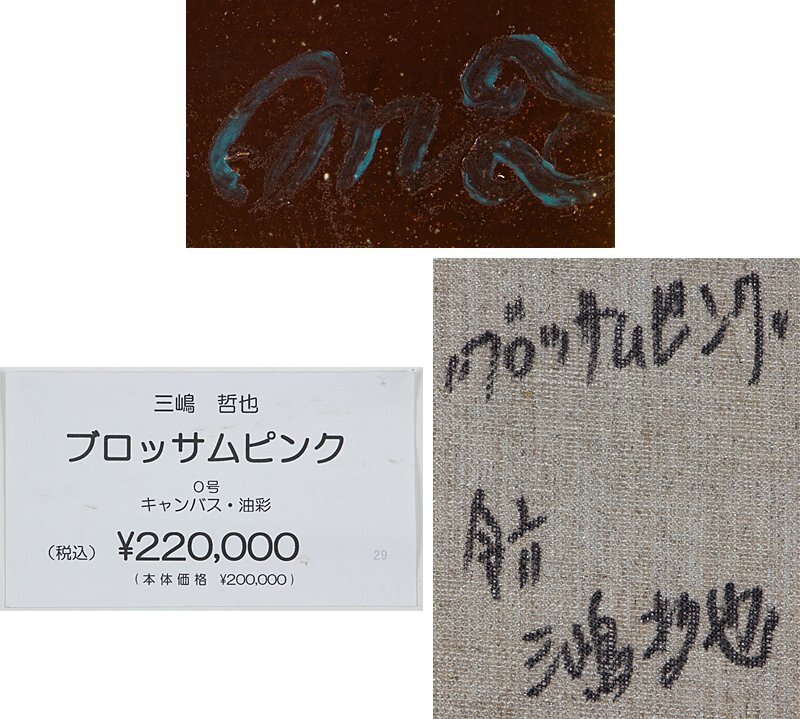 三嶋 哲也
ブロッサムピンク
0号
キャンバス・油彩
(税込) ¥220,000
(本体価格 ¥200,000)
29
"ブロッサムピンク"
三嶋哲也